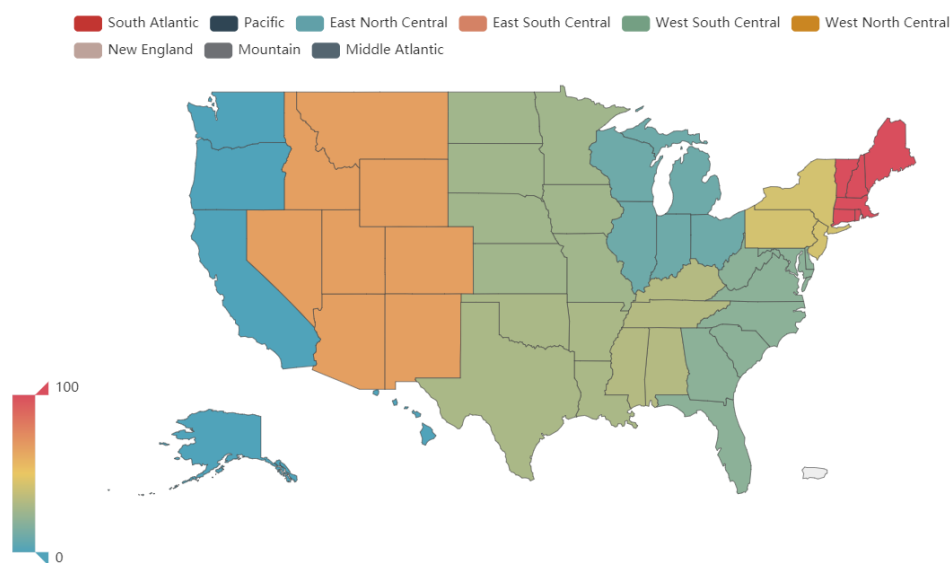 South Atlantic Pacific East North Central East South Central West South Central West North Central
New England Mountain Middle Atlantic
100
0